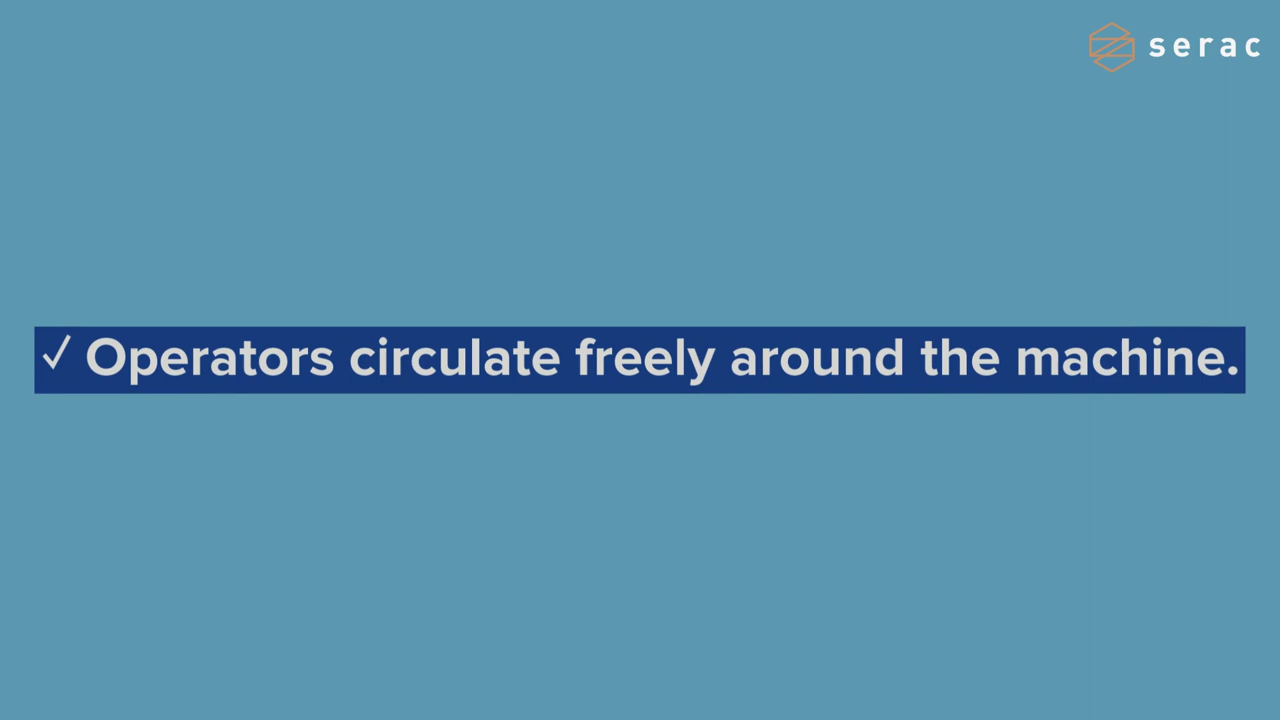 serac
✓ Operators circulate freely around the machine.